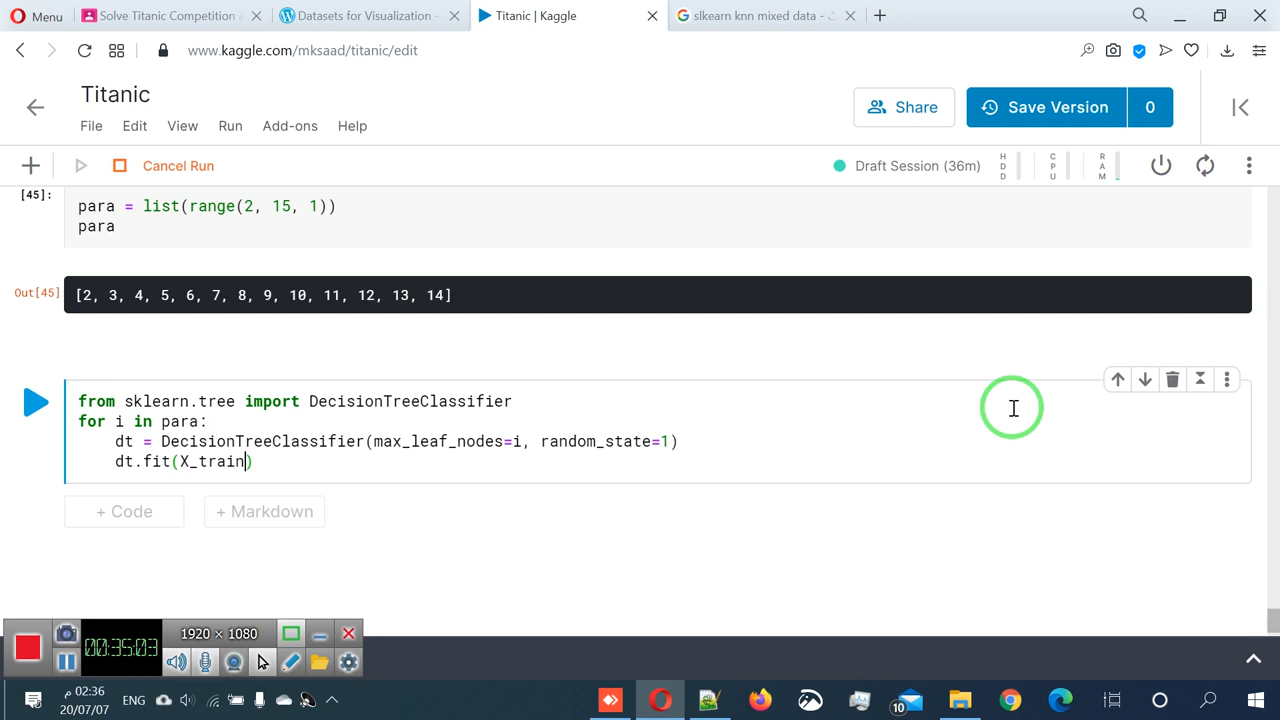 Menu
Solve Titanic Competition a
Datasets for Visualization –
Titanic | Kaggle
slkearn knn mixed data -
www.kaggle.com/mksaad/titanic/edit
Titanic
File Edit View Run Add-ons Help
Share
Save Version 0
Cancel Run
Draft Session (36m)
HDD
CPU
RAM
[45]:
para = list(range(2, 15, 1))
para
Out[45]
[2, 3, 4, 5, 6, 7, 8, 9, 10, 11, 12, 13, 14]
from sklearn.tree import DecisionTreeClassifier
for i in para:
dt = DecisionTreeClassifier(max_leaf_nodes=i, random_state=1)
dt.fit(X_train)
+ Code
+ Markdown
00:35:03
1920 × 1080
02:36 م
20/07/07
ENG
10